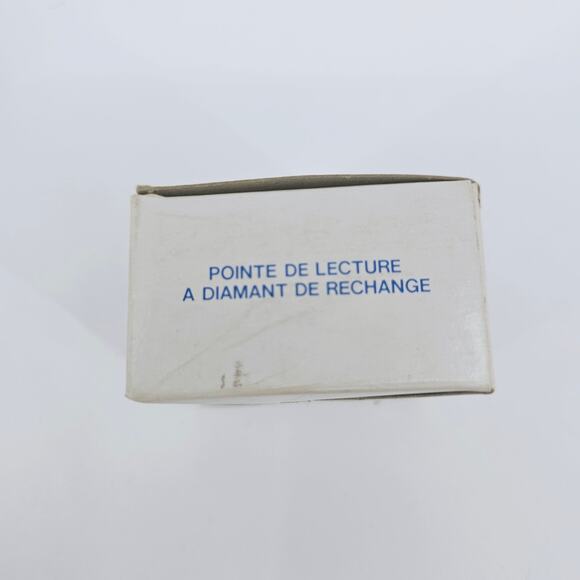 POINTE DE LECTURE
A DIAMANT DE RECHANGE